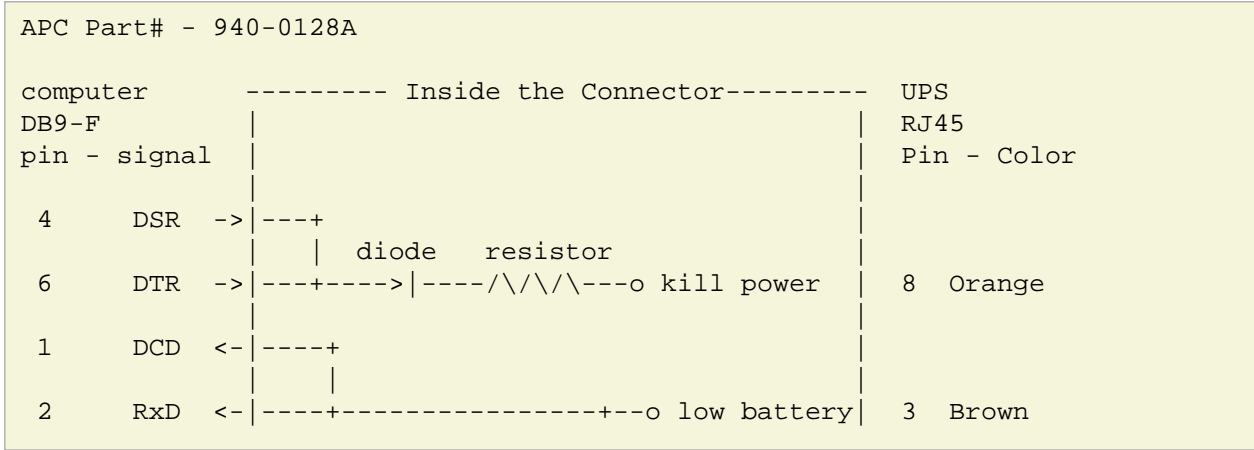 APC Part# - 940-0128A
computer       --------- Inside the Connector---------  UPS
DB9-F         |                                      |  RJ45
pin - signal  |                                      |  Pin - Color
              |                                      |
 4     DSR  ->|---+                                  |
              |   |  diode   resistor                |
 6     DTR  ->|---+---->|----/\/\/\---o kill power   |  8  Orange
              |                                      |
 1     DCD  <-|----+                                 |
              |    |                                 |
 2     RxD  <-|----+----------------+--o low battery|  3  Brown